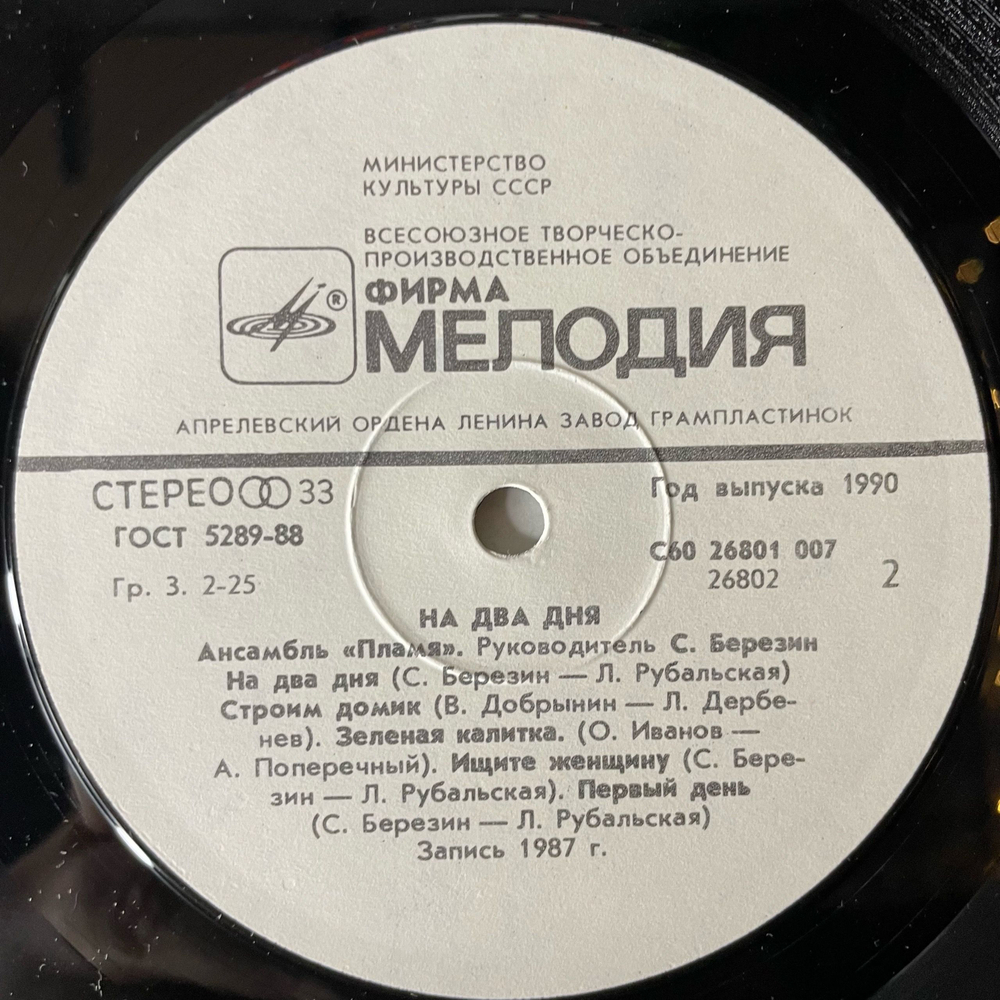 МИНИСТЕРСТВО
КУЛЬТУРЫ СССР
ВСЕСОЮЗНОЕ ТВОРЧЕСКО-
ПРОИЗВОДСТВЕННОЕ ОБЪЕДИНЕНИЕ
®
ФИРМА
МЕЛОДИЯ
АПРЕЛЕВСКИЙ ОРДЕНА ЛЕНИНА ЗАВОД ГРАМПЛАСТИНОК
СТЕРЕО 33
Год выпуска 1990
ГОСТ 5289-88
С60 26801 007
Гр. 3. 2-25
26802
2
НА ДВА ДНЯ
Ансамбль «Пламя». Руководитель С. Березин
На два дня (С. Березин — Л. Рубальская)
Строим домик (В. Добрынин — Л. Дербе-
нев). Зеленая калитка. (О. Иванов —
А. Поперечный). Ищите женщину (С. Бере-
зин — Л. Рубальская). Первый день
(С. Березин — Л. Рубальская)
Запись 1987 г.